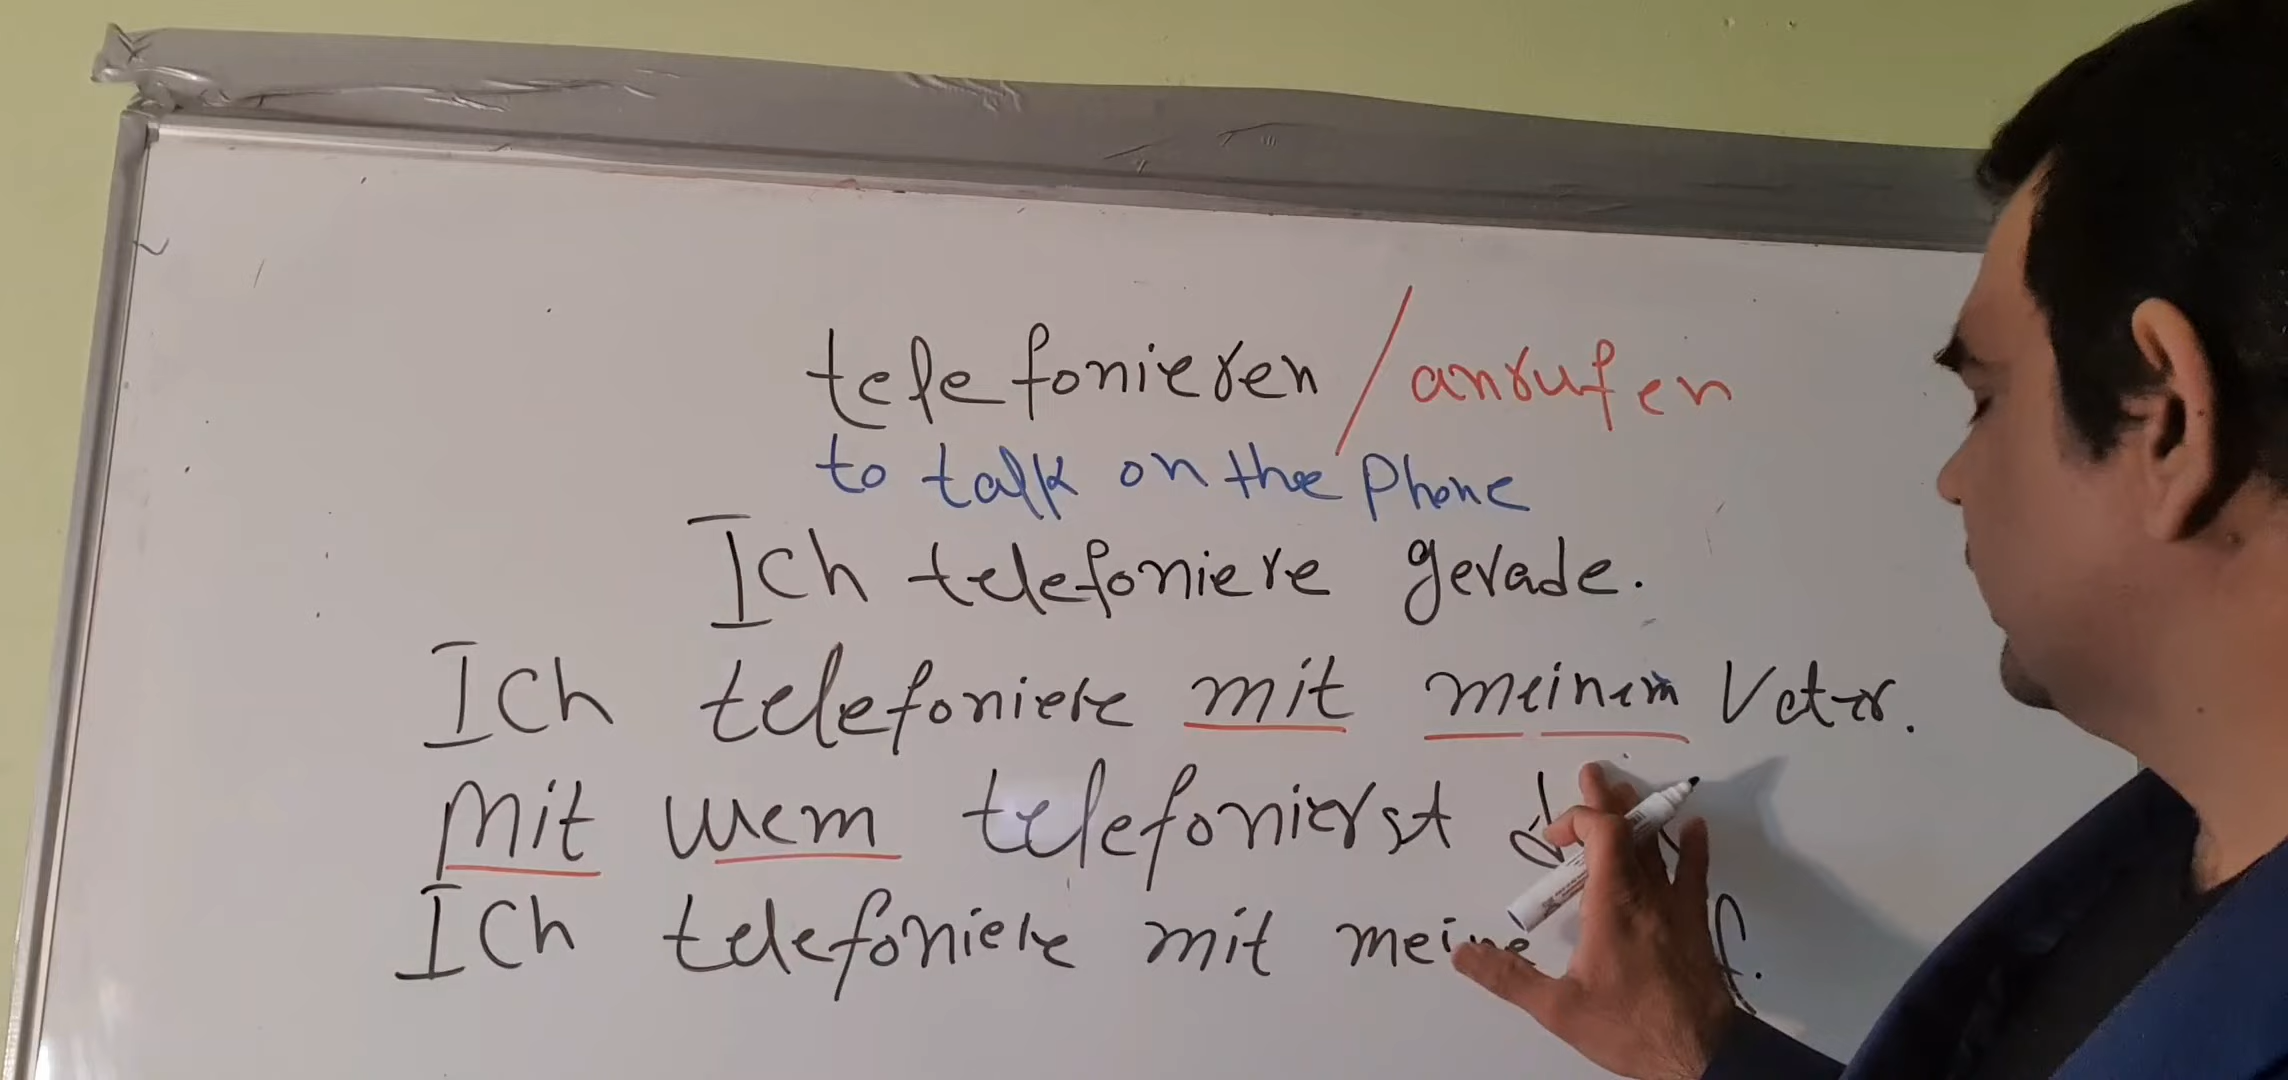 telefonieren / anrufen
to talk on the Phone
Ich telefoniere gerade.
Ich telefoniere mit meinem Vater.
Mit wem telefonierst
Ich telefoniere mit